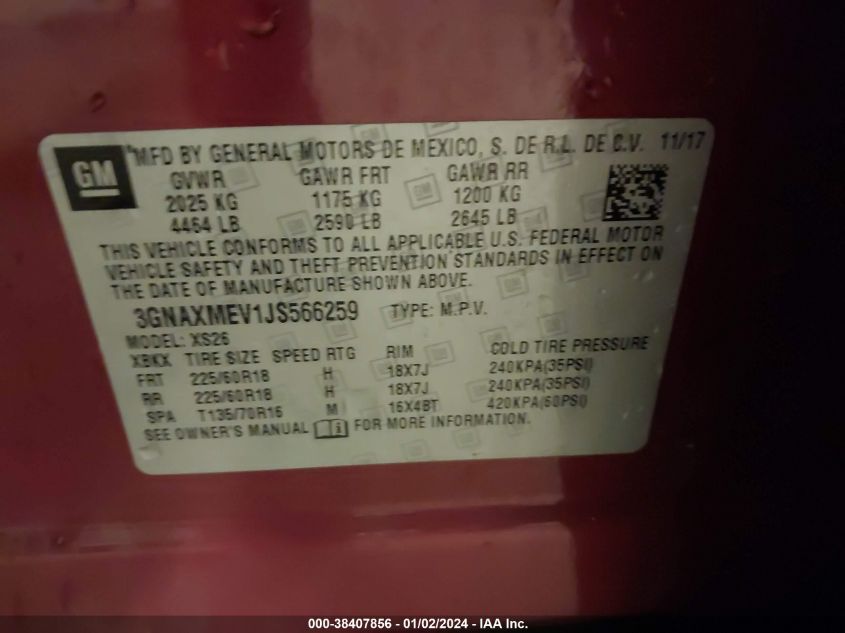 GM
MFD BY GENERAL MOTORS DE MEXICO, S. DE R.L. DE C.V. 11/17
GVWR GAWR FRT GAWR RR
2025 KG 1175 KG 1200 KG
4464 LB 2590 LB 2645 LB
THIS VEHICLE CONFORMS TO ALL APPLICABLE U.S. FEDERAL MOTOR
VEHICLE SAFETY AND THEFT PREVENTION STANDARDS IN EFFECT ON
THE DATE OF MANUFACTURE SHOWN ABOVE.
3GNAXMEV1JS566259 TYPE: M.P.V.
MODEL: XS26
XBKX TIRE SIZE SPEED RTG RIM COLD TIRE PRESSURE
FRT 225/60R18 H 18X7J 240KPA(35PSI)
RR 225/60R18 H 18X7J 240KPA(35PSI)
SPA T135/70R16 M 16X4BT 420KPA(60PSI)
SEE OWNER'S MANUAL FOR MORE INFORMATION.
000-38407856 - 01/02/2024 - IAA Inc.